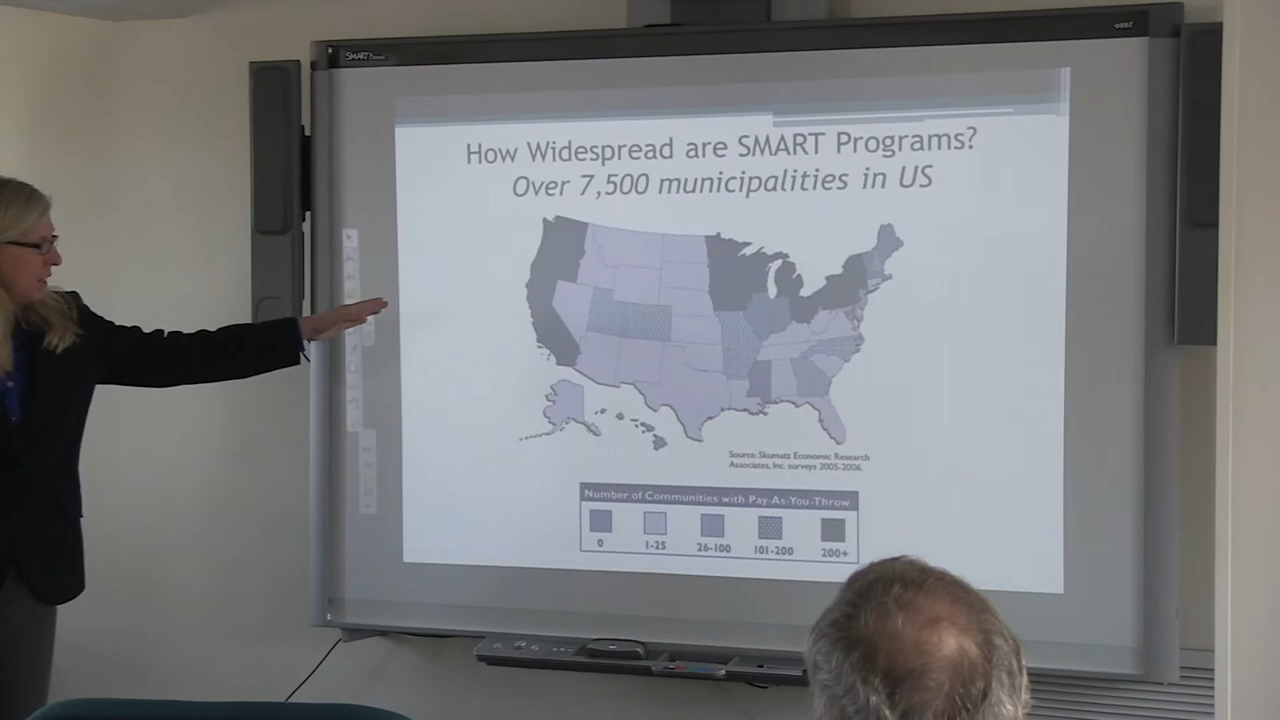 SMART
How Widespread are SMART Programs?
Over 7,500 municipalities in US
Source: Skumatz Economic Research
Associates, Inc. surveys 2005-2006.
Number of Communities with Pay-As-You-Throw
0 1-25 26-100 101-200 200+